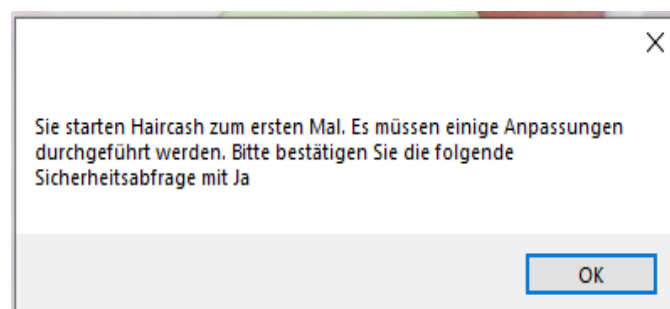 Sie starten Haircash zum ersten Mal. Es müssen einige Anpassungen
durchgeführt werden. Bitte bestätigen Sie die folgende
Sicherheitsabfrage mit Ja
OK